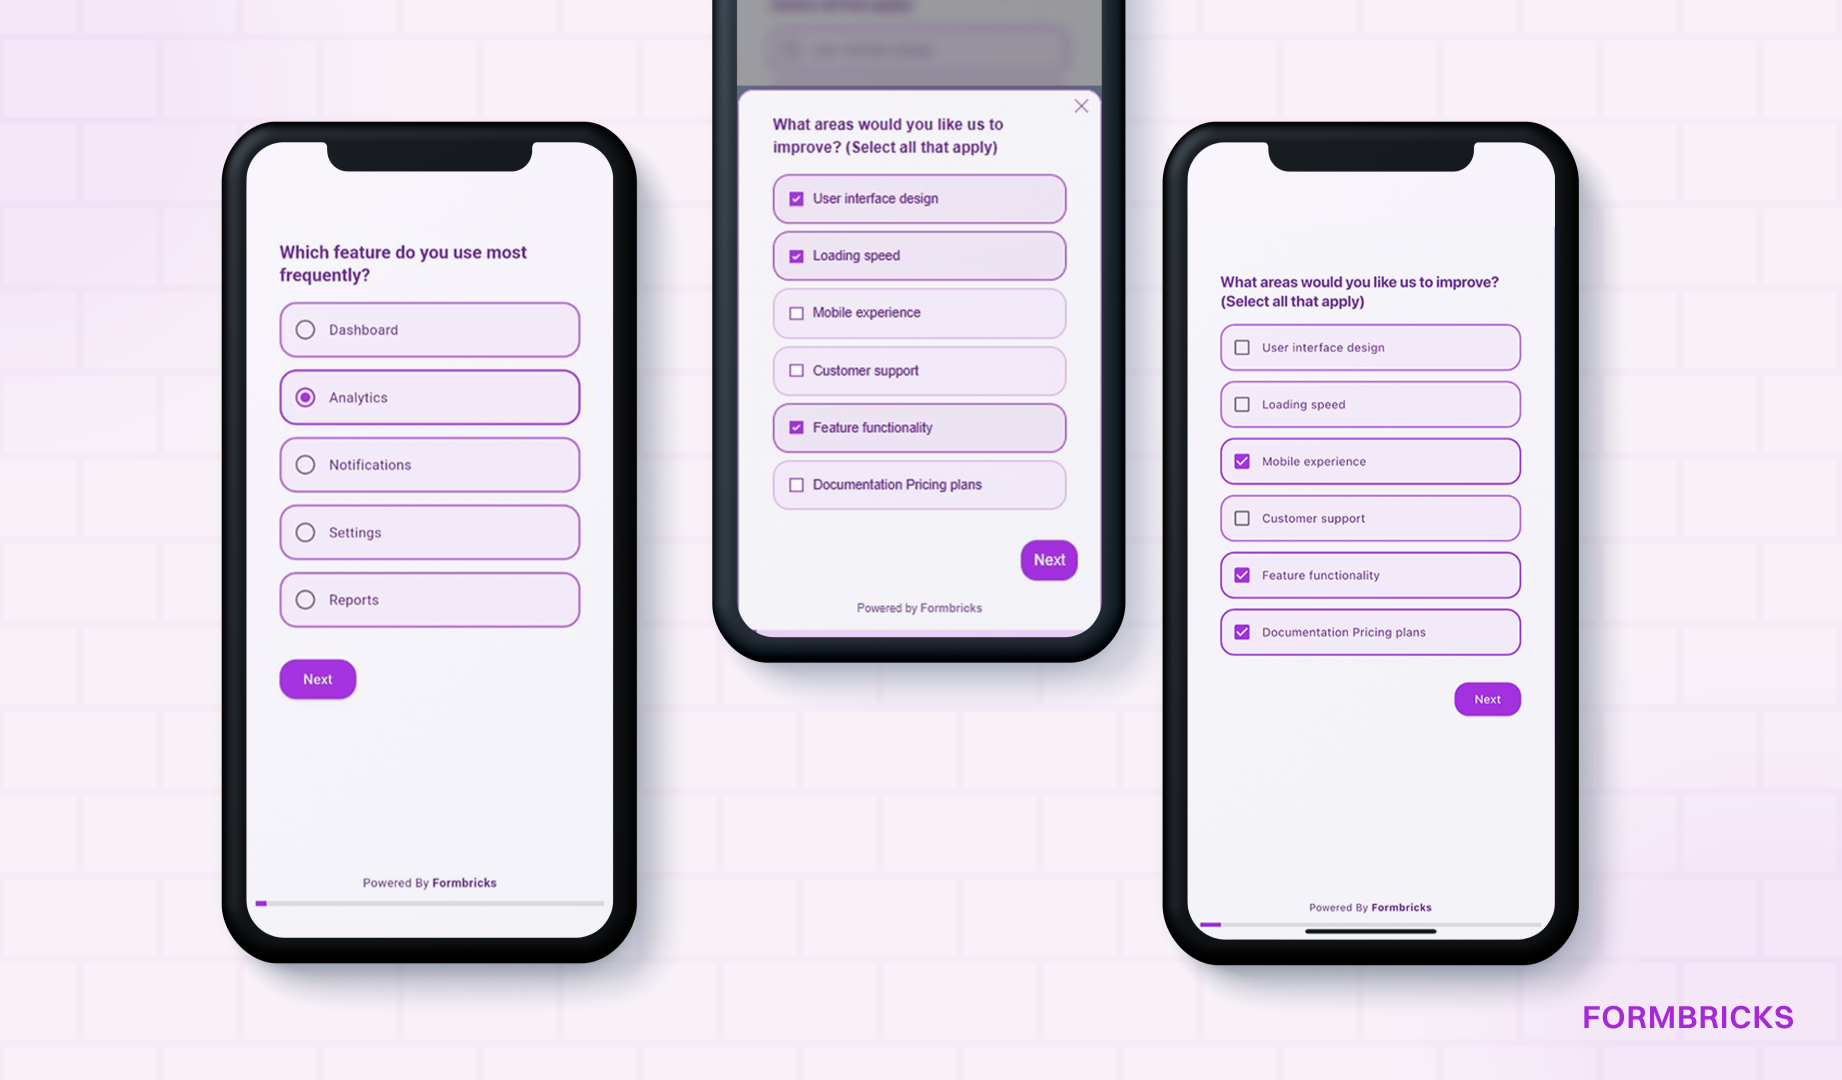 Which feature do you use most
frequently?
Dashboard
Analytics
Notifications
Settings
Reports
Next
Powered By Formbricks
What areas would you like us to
improve? (Select all that apply)
User interface design
Loading speed
Mobile experience
Customer support
Feature functionality
Documentation Pricing plans
Next
Powered by Formbricks
What areas would you like us to improve?
(Select all that apply)
User interface design
Loading speed
Mobile experience
Customer support
Feature functionality
Documentation Pricing plans
Next
Powered By Formbricks
FORMBRICKS